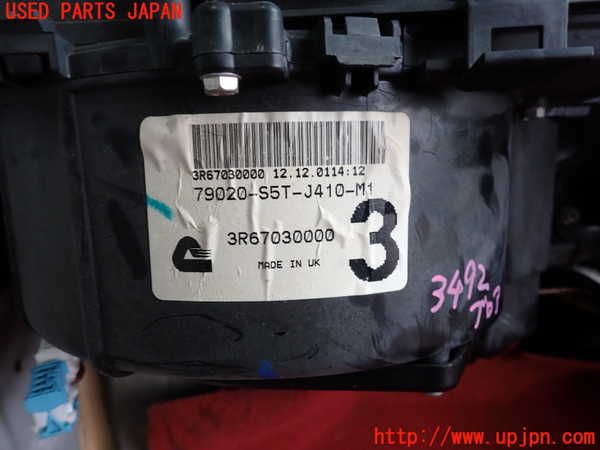 USED PARTS JAPAN
3R67030000 12.12.0114:12
79020-S5T-J410-M1
3R67030000
3
MADE IN UK
3492
http://www.upjpn.com/